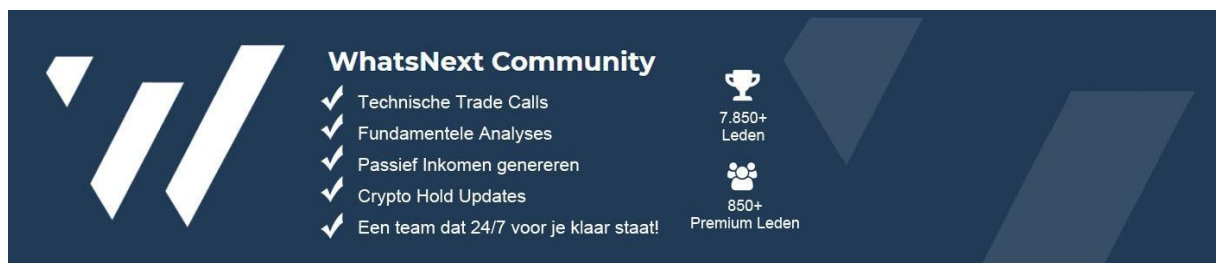 WhatsNext Community
Technische Trade Calls
Fundamentele Analyses
Passief Inkomen genereren
Crypto Hold Updates
Een team dat 24/7 voor je klaar staat!
7.850+
Leden
850+
Premium Leden